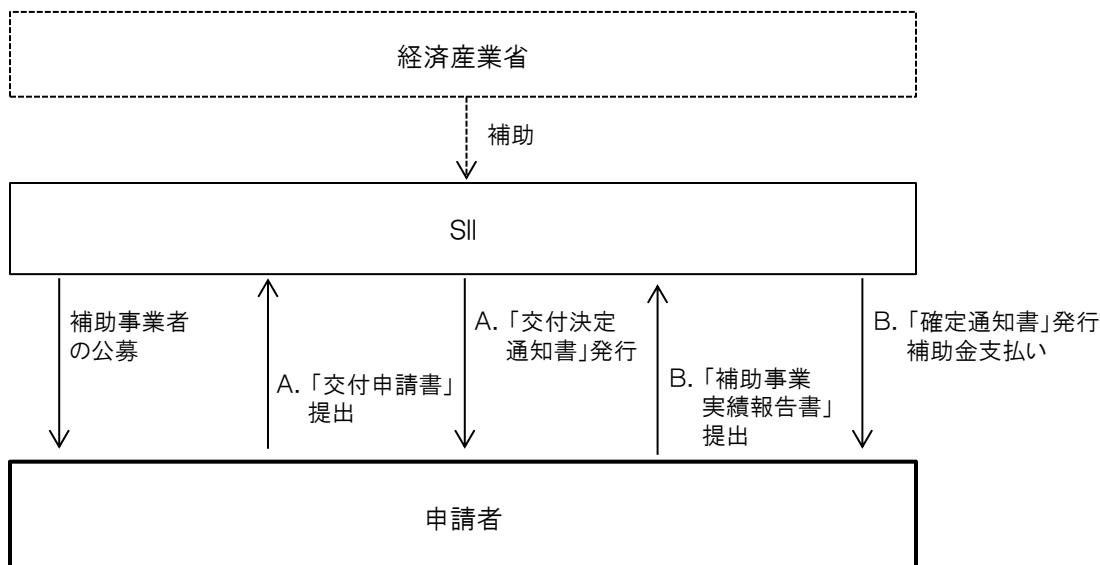 経済産業省
補助
SII
補助事業者
の公募
A.「交付申請書」
提出
A.「交付決定
通知書」発行
B.「補助事業
実績報告書」
提出
B.「確定通知書」発行
補助金支払い
申請者